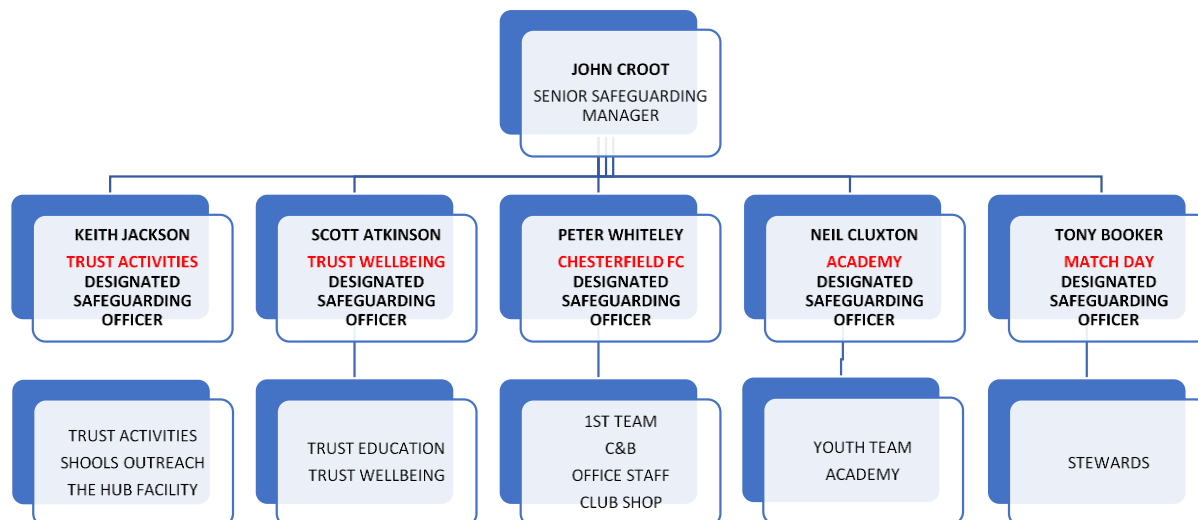 JOHN CROOT
SENIOR SAFEGUARDING
MANAGER
KEITH JACKSON
TRUST ACTIVITIES
DESIGNATED
SAFEGUARDING
OFFICER
SCOTT ATKINSON
TRUST WELLBEING
DESIGNATED
SAFEGUARDING
OFFICER
PETER WHITELEY
CHESTERFIELD FC
DESIGNATED
SAFEGUARDING
OFFICER
NEIL CLUXTON
ACADEMY
DESIGNATED
SAFEGUARDING
OFFICER
TONY BOOKER
MATCH DAY
DESIGNATED
SAFEGUARDING
OFFICER
TRUST ACTIVITIES
SHOOLS OUTREACH
THE HUB FACILITY
TRUST EDUCATION
TRUST WELLBEING
1ST TEAM
C&B
OFFICE STAFF
CLUB SHOP
YOUTH TEAM
ACADEMY
STEWARDS